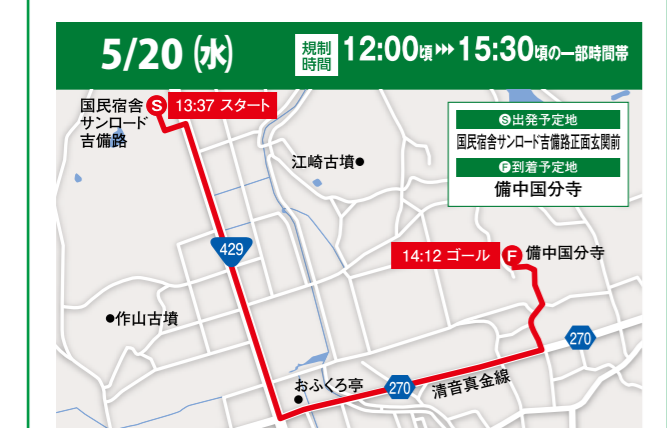 5/20 (水)
規制
時間
12:00頃 ››› 15:30頃の一部時間帯
国民宿舎
サンロード
吉備路
S
13:37 スタート
S出発予定地
国民宿舎サンロード吉備路正面玄関前
F到着予定地
備中国分寺
江崎古墳
429
14:12 ゴール
F
備中国分寺
作山古墳
270
おふくろ亭
270
清音真金線